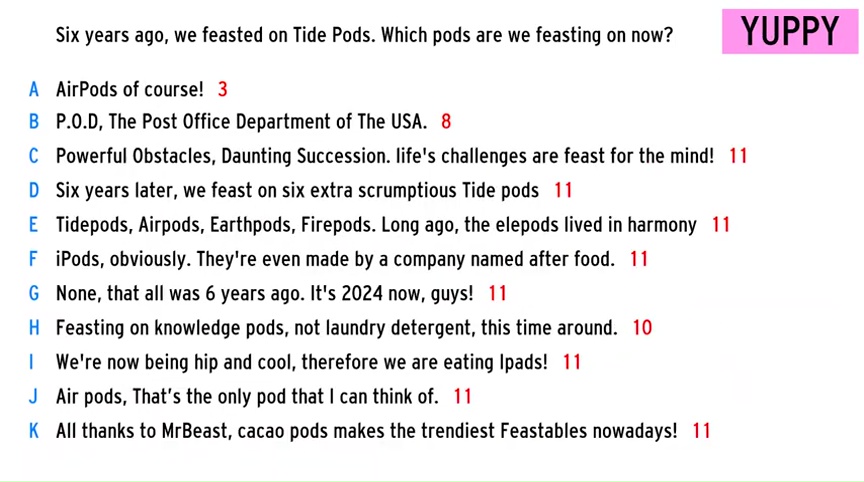 Six years ago, we feasted on Tide Pods. Which pods are we feasting on now?
YUPPY
A AirPods of course! 3
B P.O.D, The Post Office Department of The USA. 8
C Powerful Obstacles, Daunting Succession. life's challenges are feast for the mind! 11
D Six years later, we feast on six extra scrumptious Tide pods 11
E Tidepods, Airpods, Earthpods, Firepods. Long ago, the elepods lived in harmony 11
F iPods, obviously. They're even made by a company named after food. 11
G None, that all was 6 years ago. It's 2024 now, guys! 11
H Feasting on knowledge pods, not laundry detergent, this time around. 10
I We're now being hip and cool, therefore we are eating Ipads! 11
J Air pods, That's the only pod that I can think of. 11
K All thanks to MrBeast, cacao pods makes the trendiest Feastables nowadays! 11